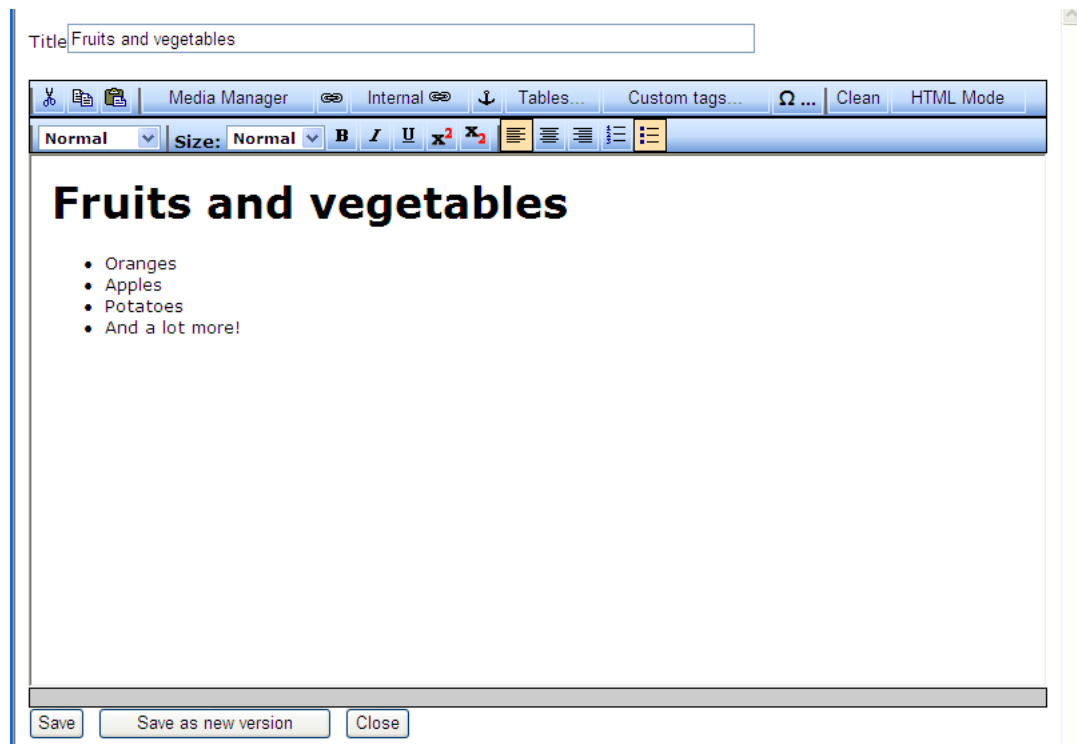 Title Fruits and vegetables
Media Manager Internal Tables... Custom tags... Ω ... Clean HTML Mode
Normal Size: Normal B I U x² x₂
Fruits and vegetables
• Oranges
• Apples
• Potatoes
• And a lot more!
Save Save as new version Close